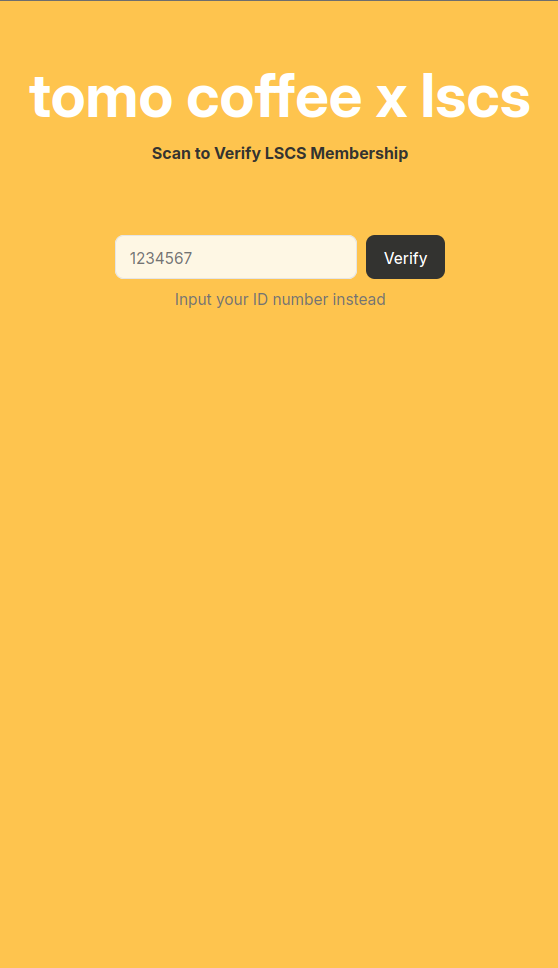 tomo coffee x lscs
Scan to Verify LSCS Membership
1234567
Verify
Input your ID number instead